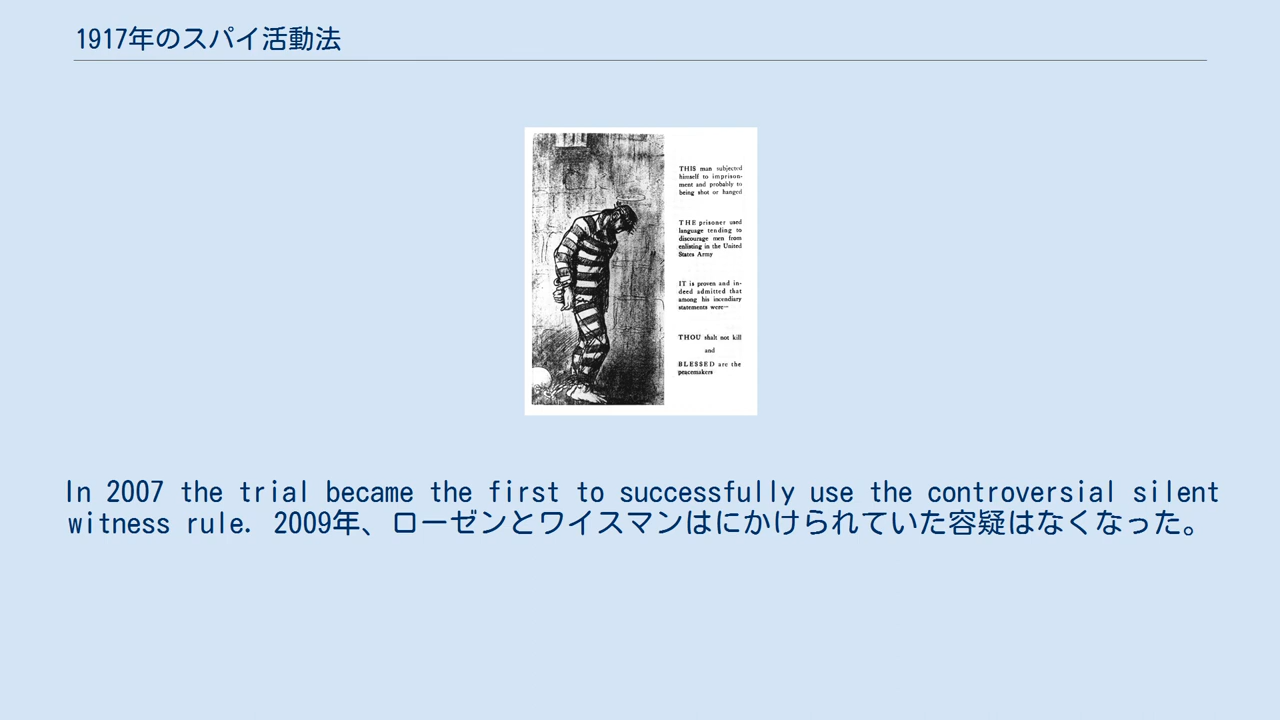 1917年のスパイ活動法
THIS man subjected
himself to imprison-
ment and probably to
being shot or hanged
THE prisoner used
language tending to
discourage men from
enlisting in the United
States Army
IT is proven and in-
deed admitted that
among his incendiary
statements were—
THOU shalt not kill
and
BLESSED are the
peacemakers
In 2007 the trial became the first to successfully use the controversial silent
witness rule. 2009年、ローゼンとワイスマンはにかけられていた容疑はなくなった。